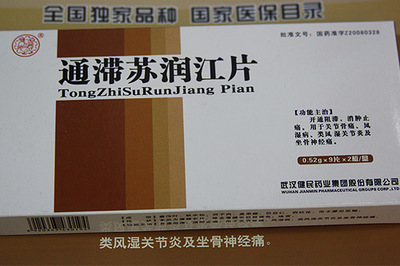 全国独家品种 国家医保目录
批准文号：国药准字Z20080328
通滞苏润江片
TongZhiSuRunJiang Pian
【功能主治】
开通阻滞、消肿止
痛。用于关节骨痛、风
湿病、类风湿关节炎及
坐骨神经痛。
0.52g×9片×2板/盒
武汉健民药业集团股份有限公司
WUHAN JIANMIN PHARMACEUTICAL GROUP CO.,LTD.
类风湿关节炎及坐骨神经痛。